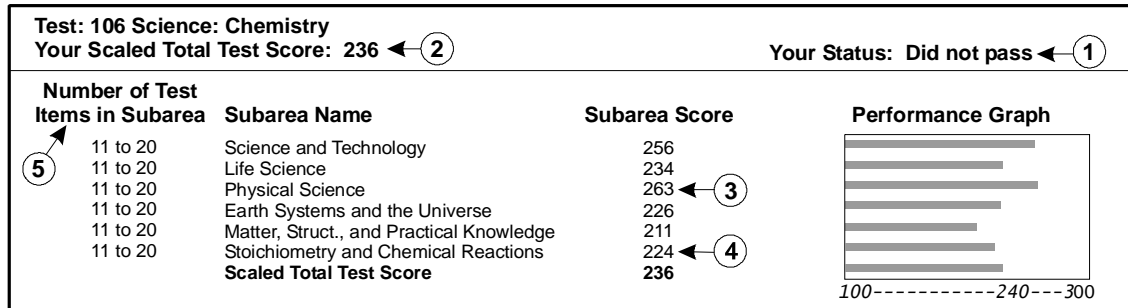 Test: 106 Science: Chemistry
Your Scaled Total Test Score: 236 2
Your Status: Did not pass 1
Number of Test
Items in Subarea Subarea Name Subarea Score Performance Graph
5
11 to 20 Science and Technology 256
11 to 20 Life Science 234
11 to 20 Physical Science 263 3
11 to 20 Earth Systems and the Universe 226
11 to 20 Matter, Struct., and Practical Knowledge 211
11 to 20 Stoichiometry and Chemical Reactions 224 4
Scaled Total Test Score 236
100-----------240---300